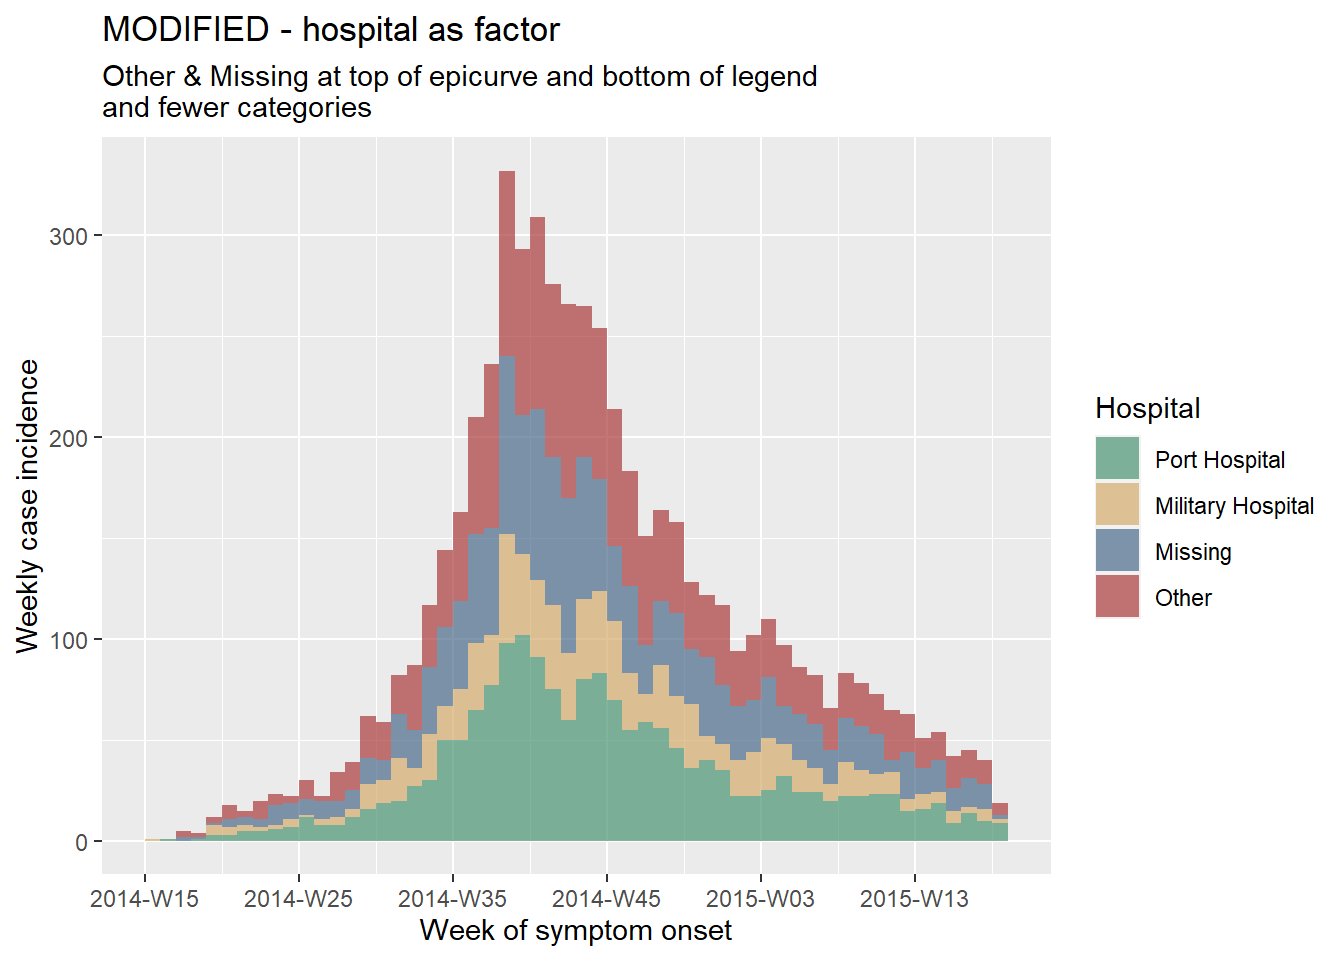 MODIFIED - hospital as factor
Other & Missing at top of epicurve and bottom of legend
and fewer categories
Weekly case incidence
300
200
100
0
2014-W15
2014-W25
2014-W35
2014-W45
2015-W03
2015-W13
Week of symptom onset
Hospital
Port Hospital
Military Hospital
Missing
Other